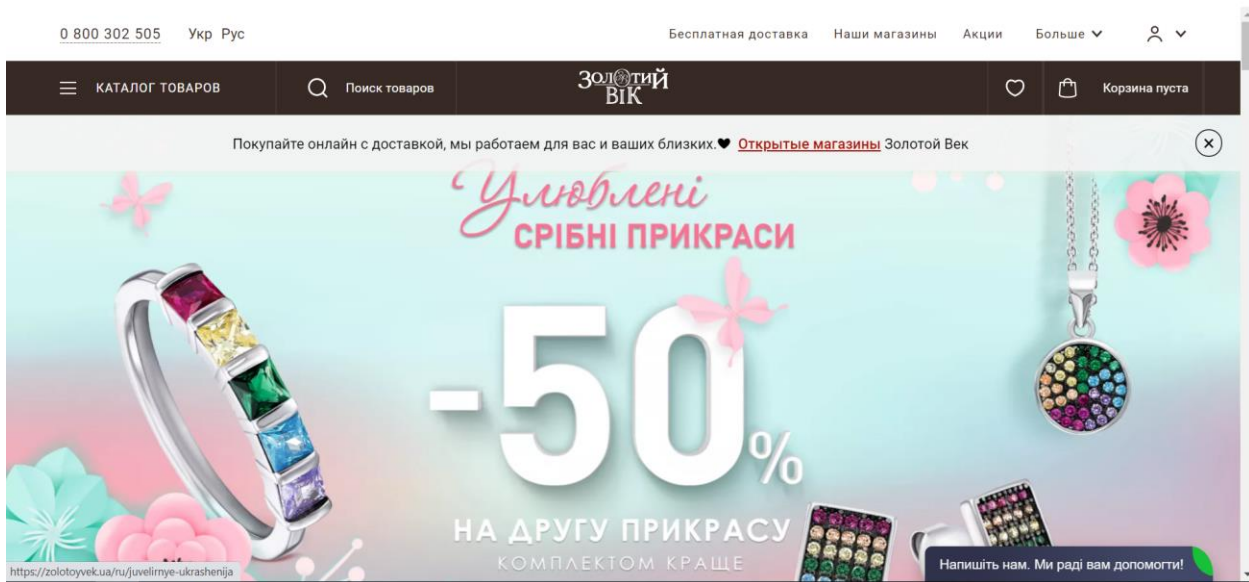 0 800 302 505 Укр Рус Бесплатная доставка Наши магазины Акции Больше
КАТАЛОГ ТОВАРОВ Поиск товаров ЗОЛОТИЙ ВІК Корзина пуста
Покупайте онлайн с доставкой, мы работаем для вас и ваших близких.♥ Открытые магазины Золотой Век
Улюблені
СРІБНІ ПРИКРАСИ
-50%
НА ДРУГУ ПРИКРАСУ
КОМПЛЕКТОМ КРАЩЕ
Напишіть нам. Ми раді вам допомогти!
https://zolotoyvek.ua/ru/juvelirnye-ukrashenija